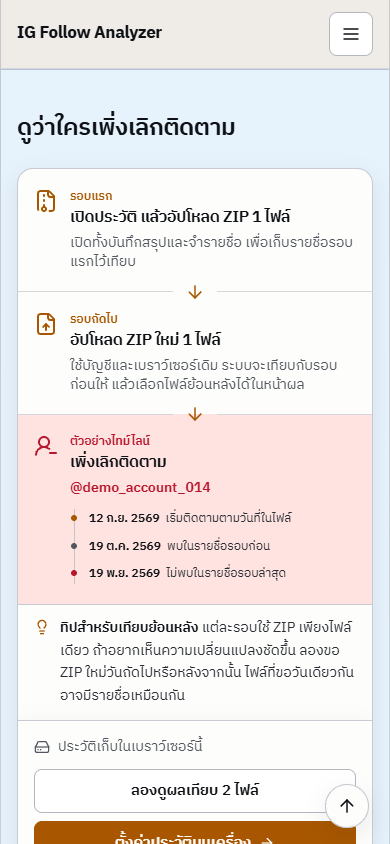 IG Follow Analyzer
ดูว่าใครเพิ่งเลิกติดตาม
รอบแรก
เปิดประวัติ แล้วอัปโหลด ZIP 1 ไฟล์
เปิดทั้งบันทึกสรุปและจำรายชื่อ เพื่อเก็บรายชื่อรอบ
แรกไว้เทียบ
รอบถัดไป
อัปโหลด ZIP ใหม่ 1 ไฟล์
ใช้บัญชีและเบราว์เซอร์เดิม ระบบจะเทียบกับรอบ
ก่อนให้ แล้วเลือกไฟล์ย้อนหลังได้ในหน้าผล
ตัวอย่างไทม์ไลน์
เพิ่งเลิกติดตาม
@demo_account_014
12 ก.ย. 2569 เริ่มติดตามตามวันที่ในไฟล์
19 ต.ค. 2569 พบในรายชื่อรอบก่อน
19 พ.ย. 2569 ไม่พบในรายชื่อรอบล่าสุด
ทิปสำหรับเทียบย้อนหลัง แต่ละรอบใช้ ZIP เพียงไฟล์
เดียว ถ้าอยากเห็นความเปลี่ยนแปลงชัดขึ้น ลองขอ
ZIP ใหม่วันถัดไปหรือหลังจากนั้น ไฟล์ที่ขอวันเดียวกัน
อาจมีรายชื่อเหมือนกัน
ประวัติเก็บในเบราว์เซอร์นี้
ลองดูผลเทียบ 2 ไฟล์
ตั้งค่าประวัติบนเครื่อง